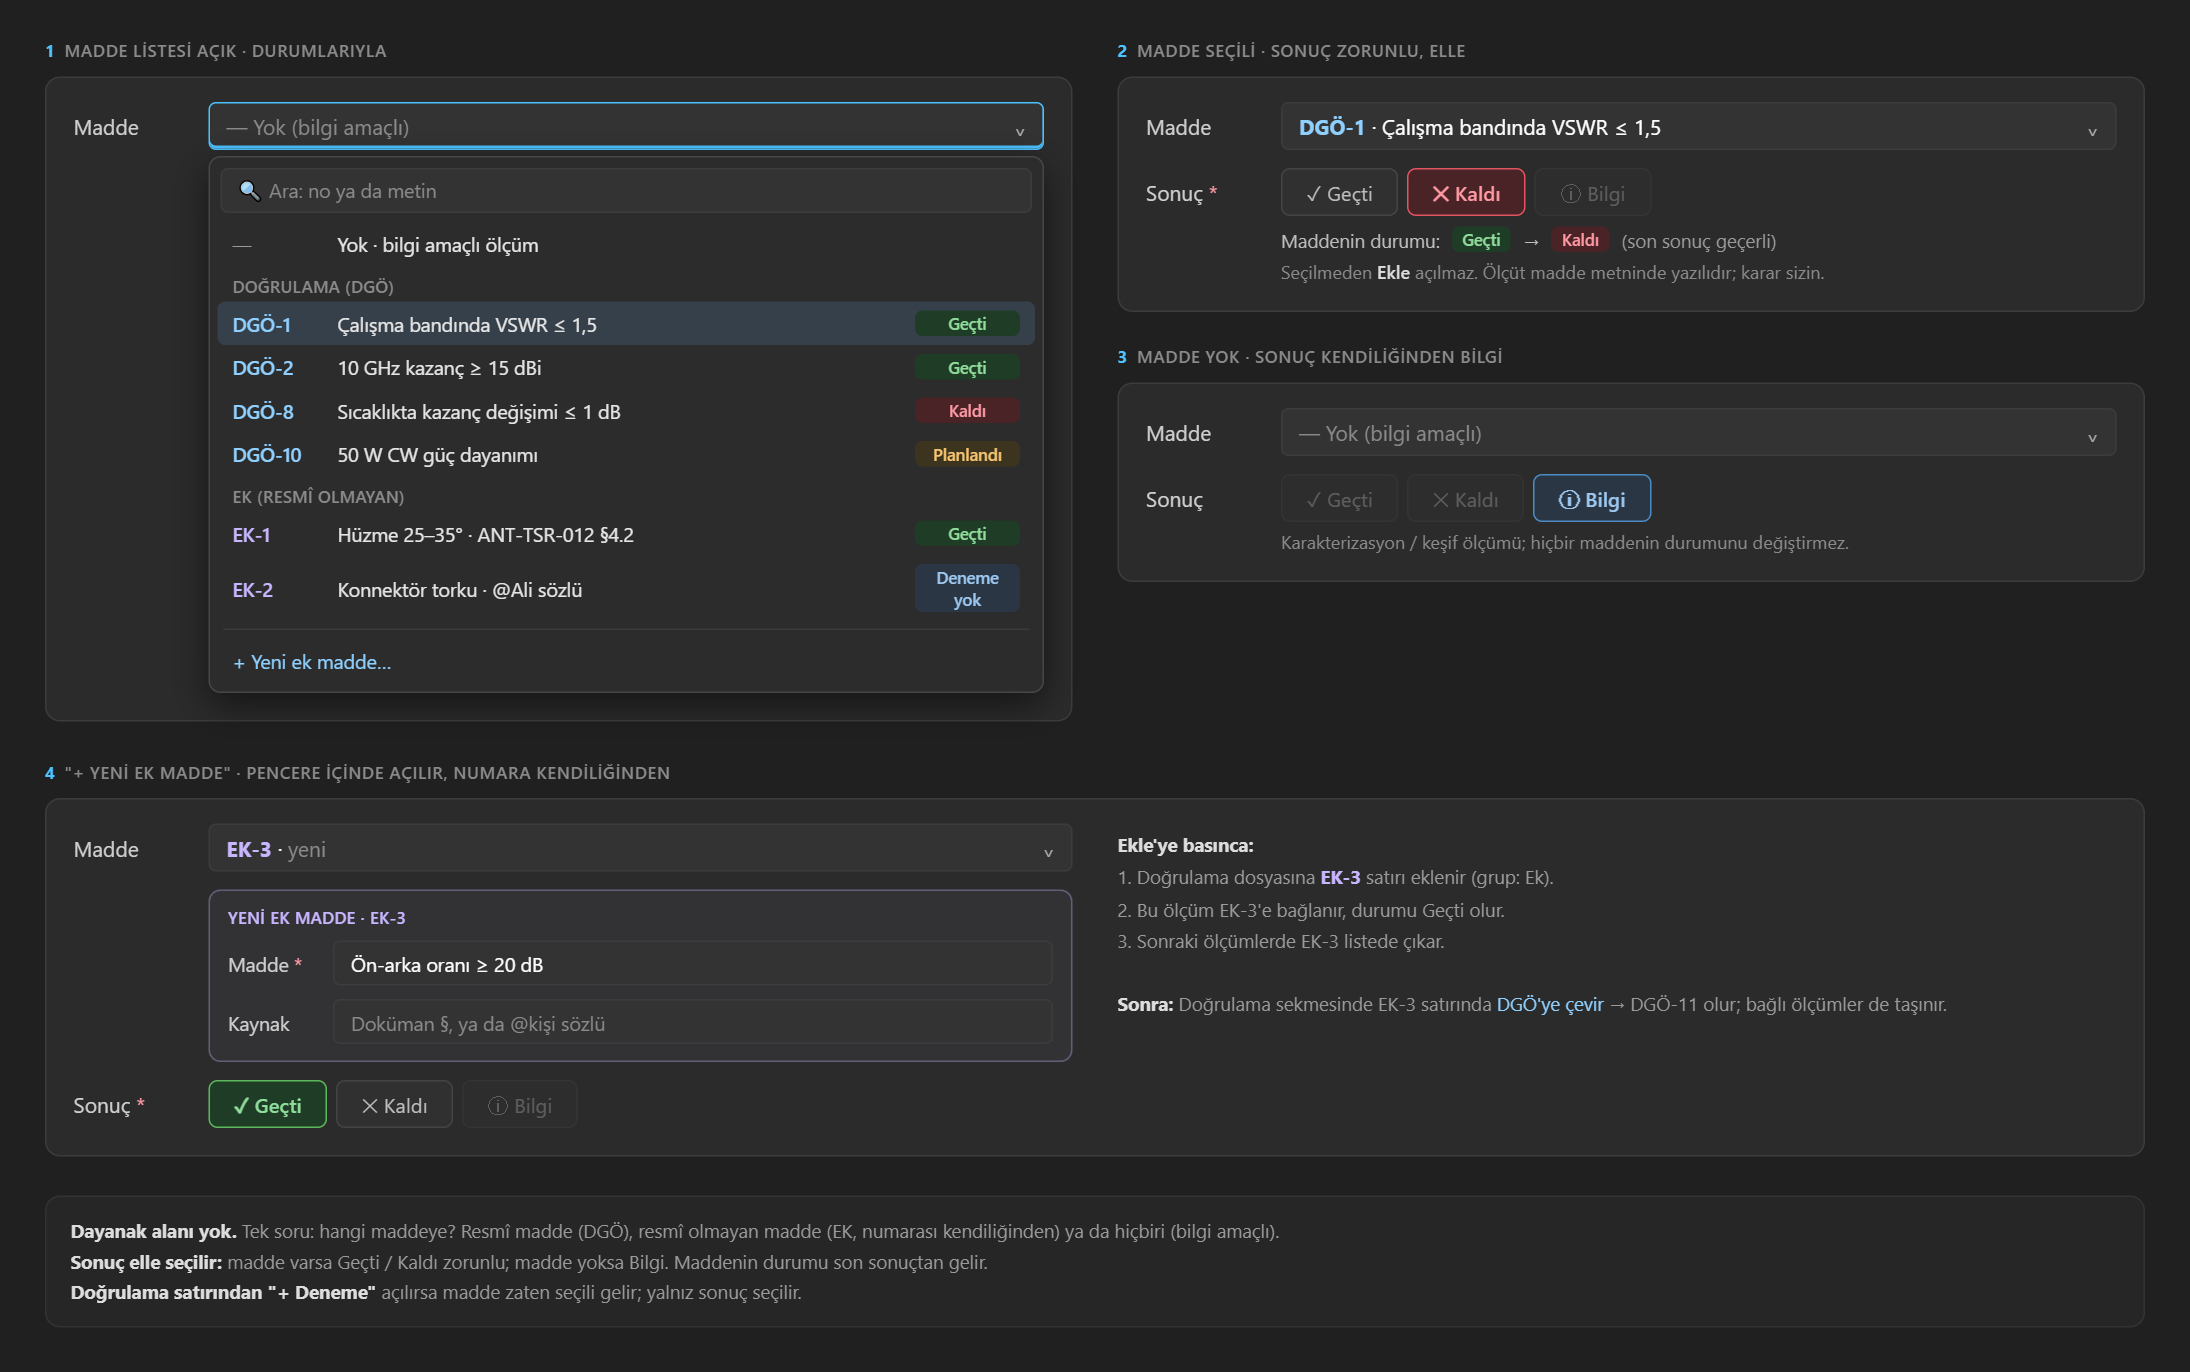 1 MADDE LİSTESİ AÇIK · DURUMLARIYLA
Madde
— Yok (bilgi amaçlı)
Ara: no ya da metin
— Yok · bilgi amaçlı ölçüm
DOĞRULAMA (DGÖ)
DGÖ-1 Çalışma bandında VSWR ≤ 1,5 Geçti
DGÖ-2 10 GHz kazanç ≥ 15 dBi Geçti
DGÖ-8 Sıcaklıkta kazanç değişimi ≤ 1 dB Kaldı
DGÖ-10 50 W CW güç dayanımı Planlandı
EK (RESMÎ OLMAYAN)
EK-1 Hüzme 25–35° · ANT-TSR-012 §4.2 Geçti
EK-2 Konnektör torku · @Ali sözlü Deneme yok
+ Yeni ek madde...
2 MADDE SEÇİLİ · SONUÇ ZORUNLU, ELLE
Madde DGÖ-1 · Çalışma bandında VSWR ≤ 1,5
Sonuç * ✓ Geçti ✕ Kaldı ⓘ Bilgi
Maddenin durumu: Geçti → Kaldı (son sonuç geçerli)
Seçilmeden Ekle açılmaz. Ölçüt madde metninde yazılıdır; karar sizin.
3 MADDE YOK · SONUÇ KENDİLİĞİNDEN BİLGİ
Madde — Yok (bilgi amaçlı)
Sonuç ✓ Geçti ✕ Kaldı ⓘ Bilgi
Karakterizasyon / keşif ölçümü; hiçbir maddenin durumunu değiştirmez.
4 "+ YENİ EK MADDE" · PENCERE İÇİNDE AÇILIR, NUMARA KENDİLİĞİNDEN
Madde EK-3 · yeni
YENİ EK MADDE · EK-3
Madde * Ön-arka oranı ≥ 20 dB
Kaynak Doküman §, ya da @kişi sözlü
Sonuç * ✓ Geçti ✕ Kaldı ⓘ Bilgi
Ekle'ye basınca:
1. Doğrulama dosyasına EK-3 satırı eklenir (grup: Ek).
2. Bu ölçüm EK-3'e bağlanır, durumu Geçti olur.
3. Sonraki ölçümlerde EK-3 listede çıkar.
Sonra: Doğrulama sekmesinde EK-3 satırında DGÖ'ye çevir → DGÖ-11 olur; bağlı ölçümler de taşınır.
Dayanak alanı yok. Tek soru: hangi maddeye? Resmî madde (DGÖ), resmî olmayan madde (EK, numarası kendiliğinden) ya da hiçbiri (bilgi amaçlı).
Sonuç elle seçilir: madde varsa Geçti / Kaldı zorunlu; madde yoksa Bilgi. Maddenin durumu son sonuçtan gelir.
Doğrulama satırından "+ Deneme" açılırsa madde zaten seçili gelir; yalnız sonuç seçilir.